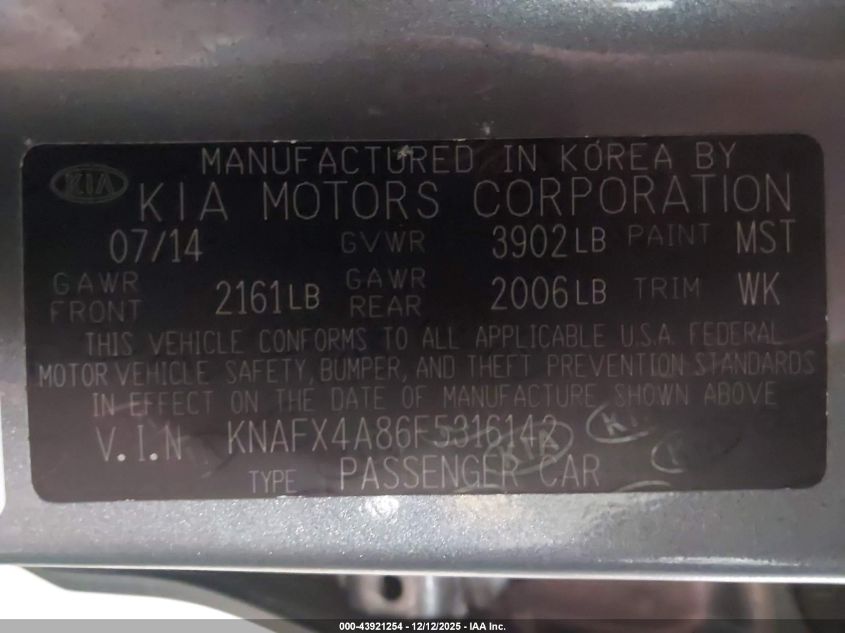 MANUFACTURED IN KOREA BY
KIA KIA MOTORS CORPORATION
07/14 GVWR 3902LB PAINT MST
GAWR FRONT 2161LB GAWR REAR 2006LB TRIM WK
THIS VEHICLE CONFORMS TO ALL APPLICABLE U.S.A. FEDERAL
MOTOR VEHICLE SAFETY, BUMPER, AND THEFT PREVENTION STANDARDS
IN EFFECT ON THE DATE OF MANUFACTURE SHOWN ABOVE
V.I.N KNAFX4A86F5316142
KIA KIA
TYPE PASSENGER CAR
000-43921254 - 12/12/2025 - IAA Inc.